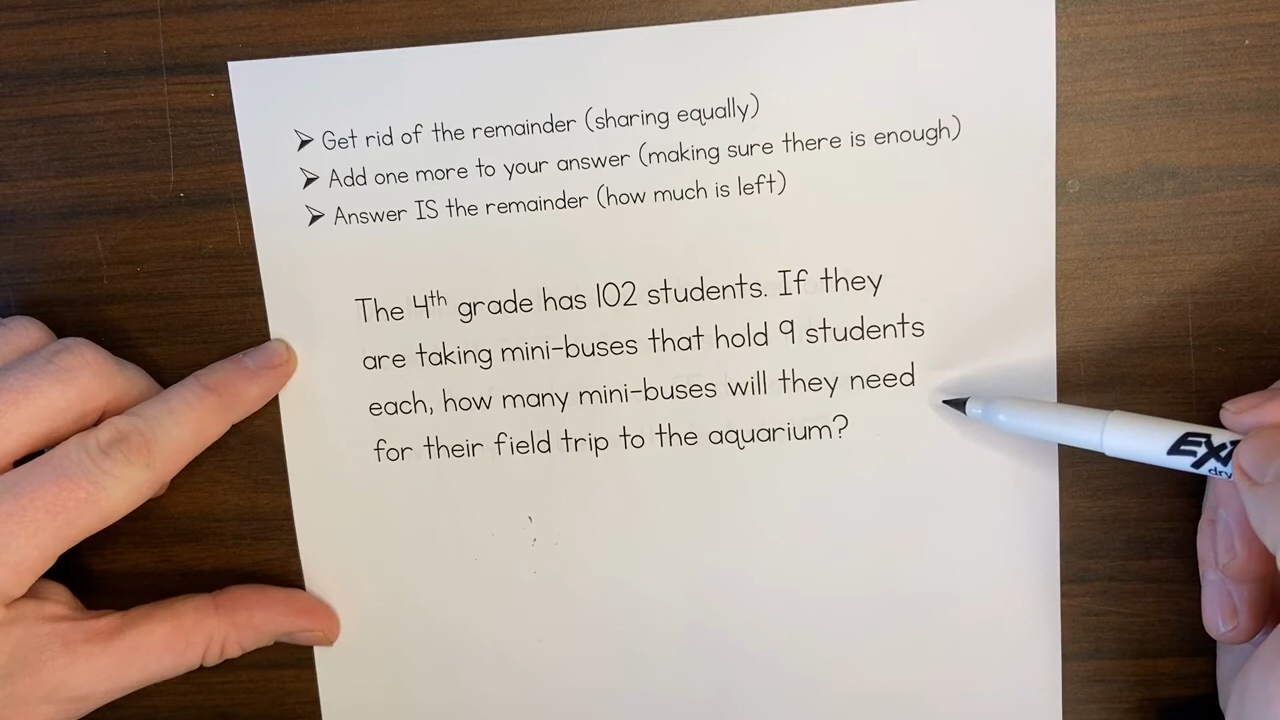 ➢ Get rid of the remainder (sharing equally)
➢ Add one more to your answer (making sure there is enough)
➢ Answer IS the remainder (how much is left)
The 4th grade has 102 students. If they
are taking mini-buses that hold 9 students
each, how many mini-buses will they need
for their field trip to the aquarium?